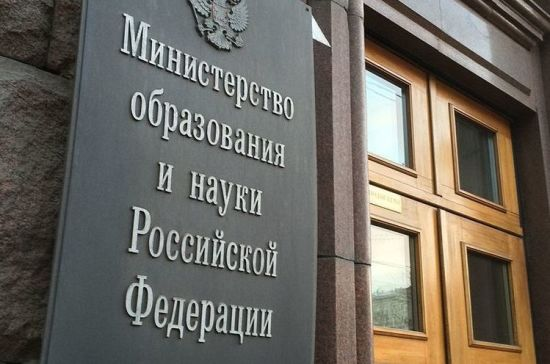 Министерство
образования
и науки
Российской
Федерации